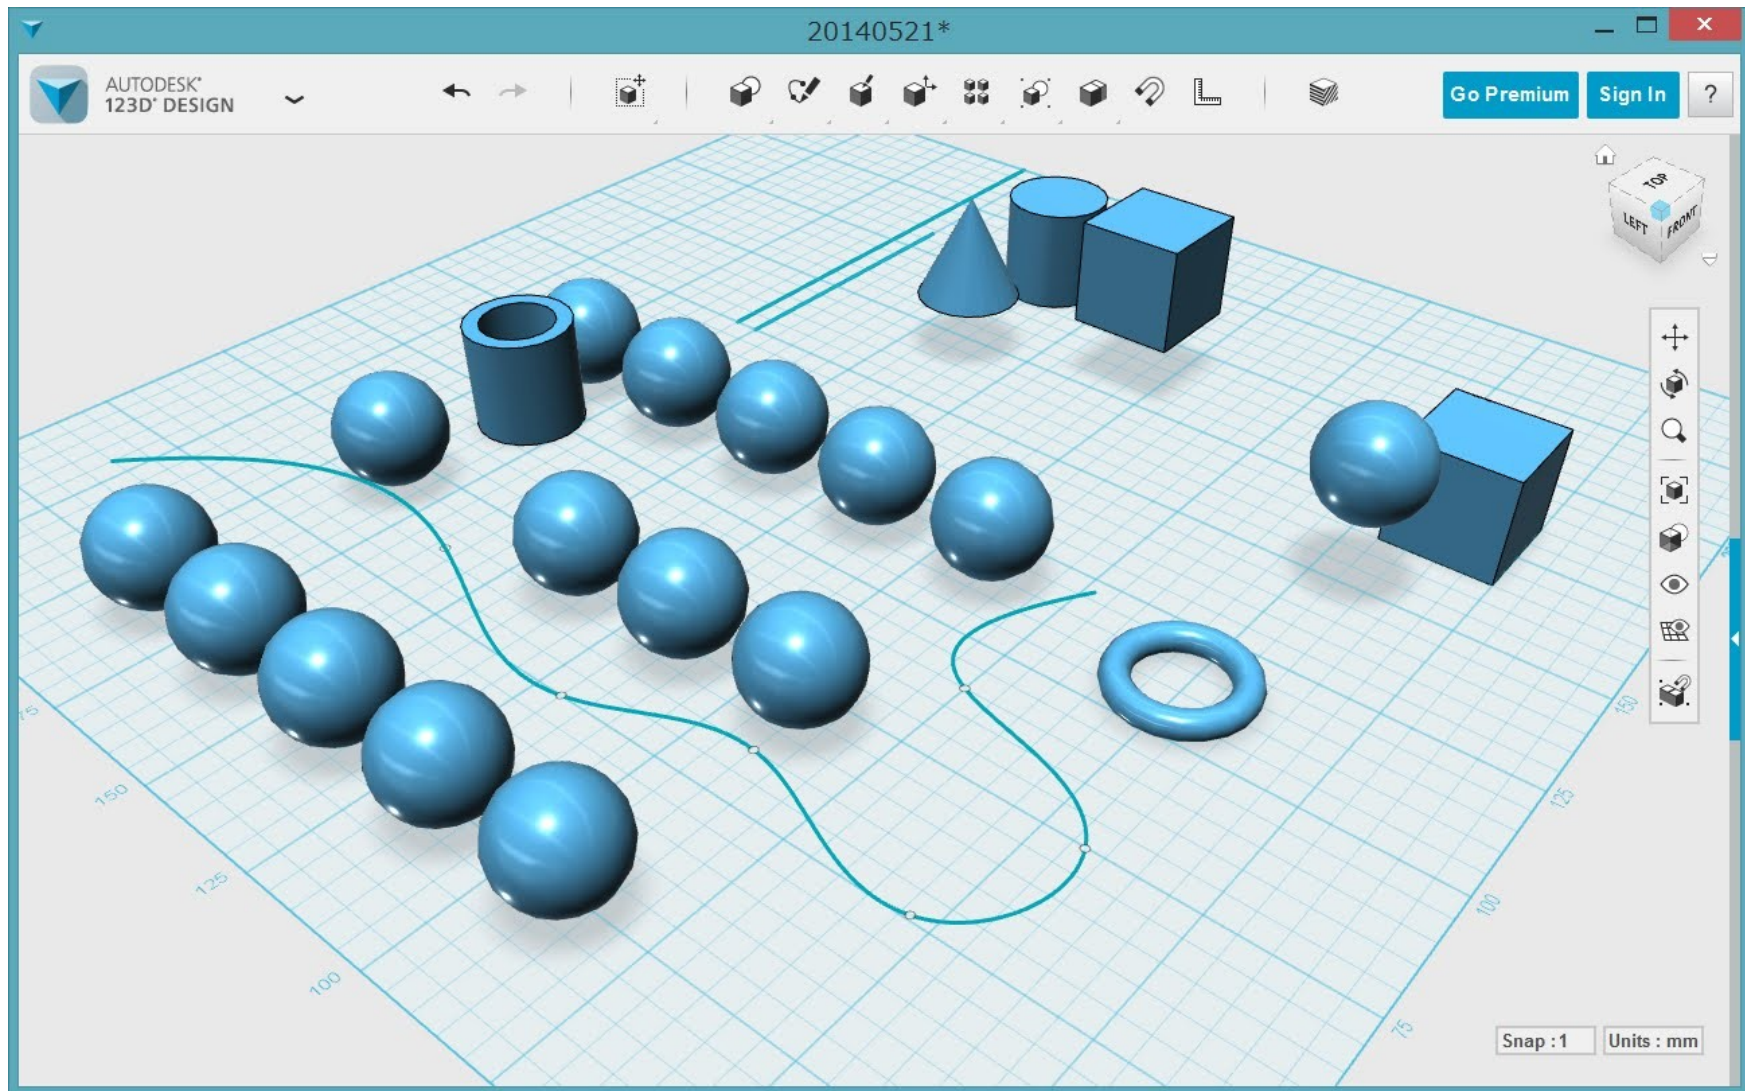 20140521*
AUTODESK®
123D® DESIGN
Go Premium
Sign In
?
TOP
LEFT
FRONT
75
150
125
100
150
125
100
75
Snap : 1
Units : mm